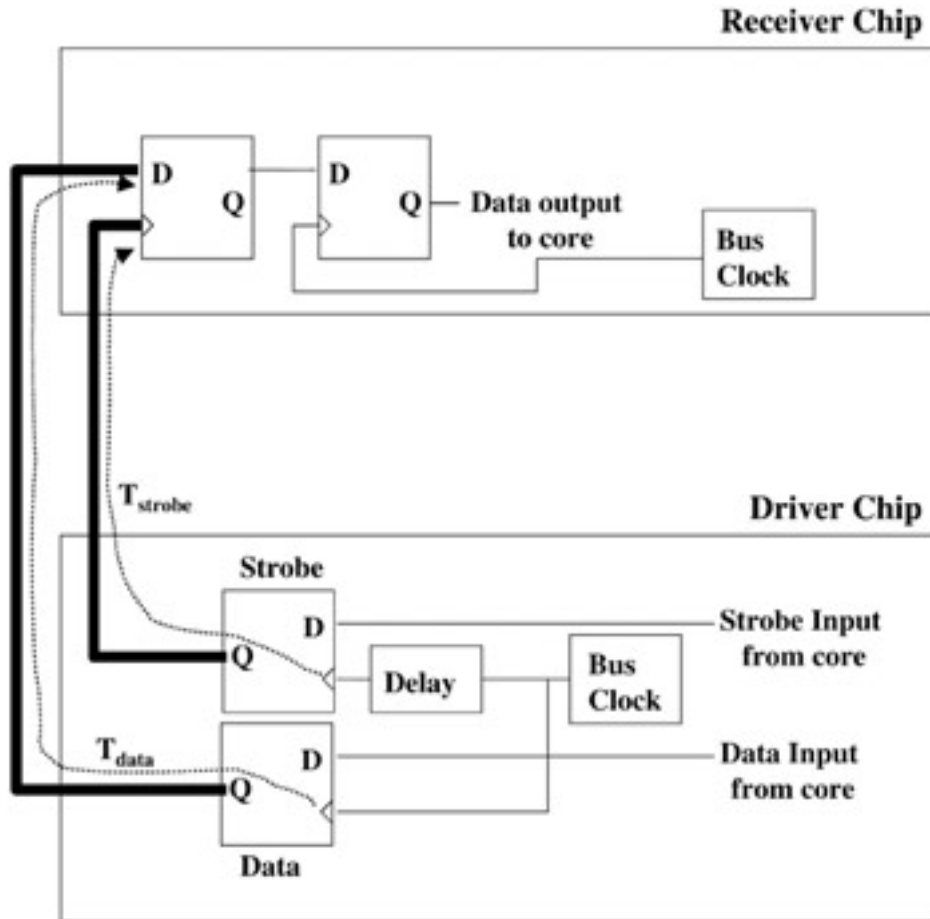 Receiver Chip
D
Q
D
Q
Data output
to core
Bus
Clock
Tstrobe
Driver Chip
Strobe
D
Q
Strobe Input
from core
Delay
Bus
Clock
Tdata
D
Q
Data Input
from core
Data